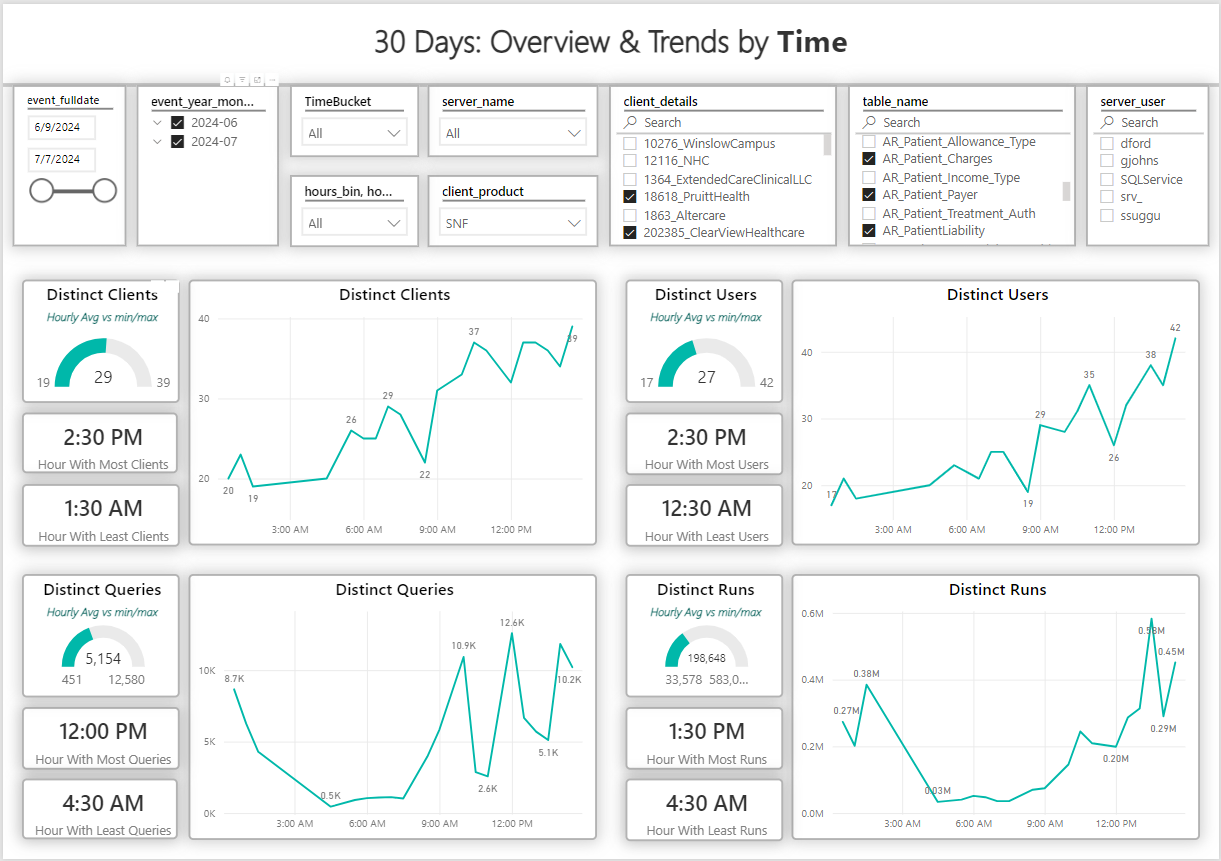 30 Days: Overview & Trends by Time
event_fulldate
6/9/2024
7/7/2024
event_year_mon...
2024-06
2024-07
TimeBucket
All
hours_bin, ho...
All
server_name
All
client_product
SNF
client_details
Search
10276_WinslowCampus
12116_NHC
1364_ExtendedCareClinicalLLC
18618_PruittHealth
1863_Altercare
202385_ClearViewHealthcare
table_name
Search
AR_Patient_Allowance_Type
AR_Patient_Charges
AR_Patient_Income_Type
AR_Patient_Payer
AR_Patient_Treatment_Auth
AR_PatientLiability
server_user
Search
dford
gjohns
SQLService
srv_
ssuggu
Distinct Clients
Hourly Avg vs min/max
29
19
39
2:30 PM
Hour With Most Clients
1:30 AM
Hour With Least Clients
Distinct Clients
40
30
20
20
19
26
29
22
37
39
3:00 AM
6:00 AM
9:00 AM
12:00 PM
Distinct Users
Hourly Avg vs min/max
27
17
42
2:30 PM
Hour With Most Users
12:30 AM
Hour With Least Users
Distinct Users
40
30
20
17
19
29
35
26
38
42
3:00 AM
6:00 AM
9:00 AM
12:00 PM
Distinct Queries
Hourly Avg vs min/max
5,154
451
12,580
12:00 PM
Hour With Most Queries
4:30 AM
Hour With Least Queries
Distinct Queries
10K
5K
0K
8.7K
0.5K
10.9K
2.6K
12.6K
5.1K
10.2K
3:00 AM
6:00 AM
9:00 AM
12:00 PM
Distinct Runs
Hourly Avg vs min/max
198,648
33,578
583,0...
1:30 PM
Hour With Most Runs
4:30 AM
Hour With Least Runs
Distinct Runs
0.6M
0.4M
0.2M
0.0M
0.27M
0.38M
0.03M
0.20M
0.58M
0.29M
0.45M
3:00 AM
6:00 AM
9:00 AM
12:00 PM